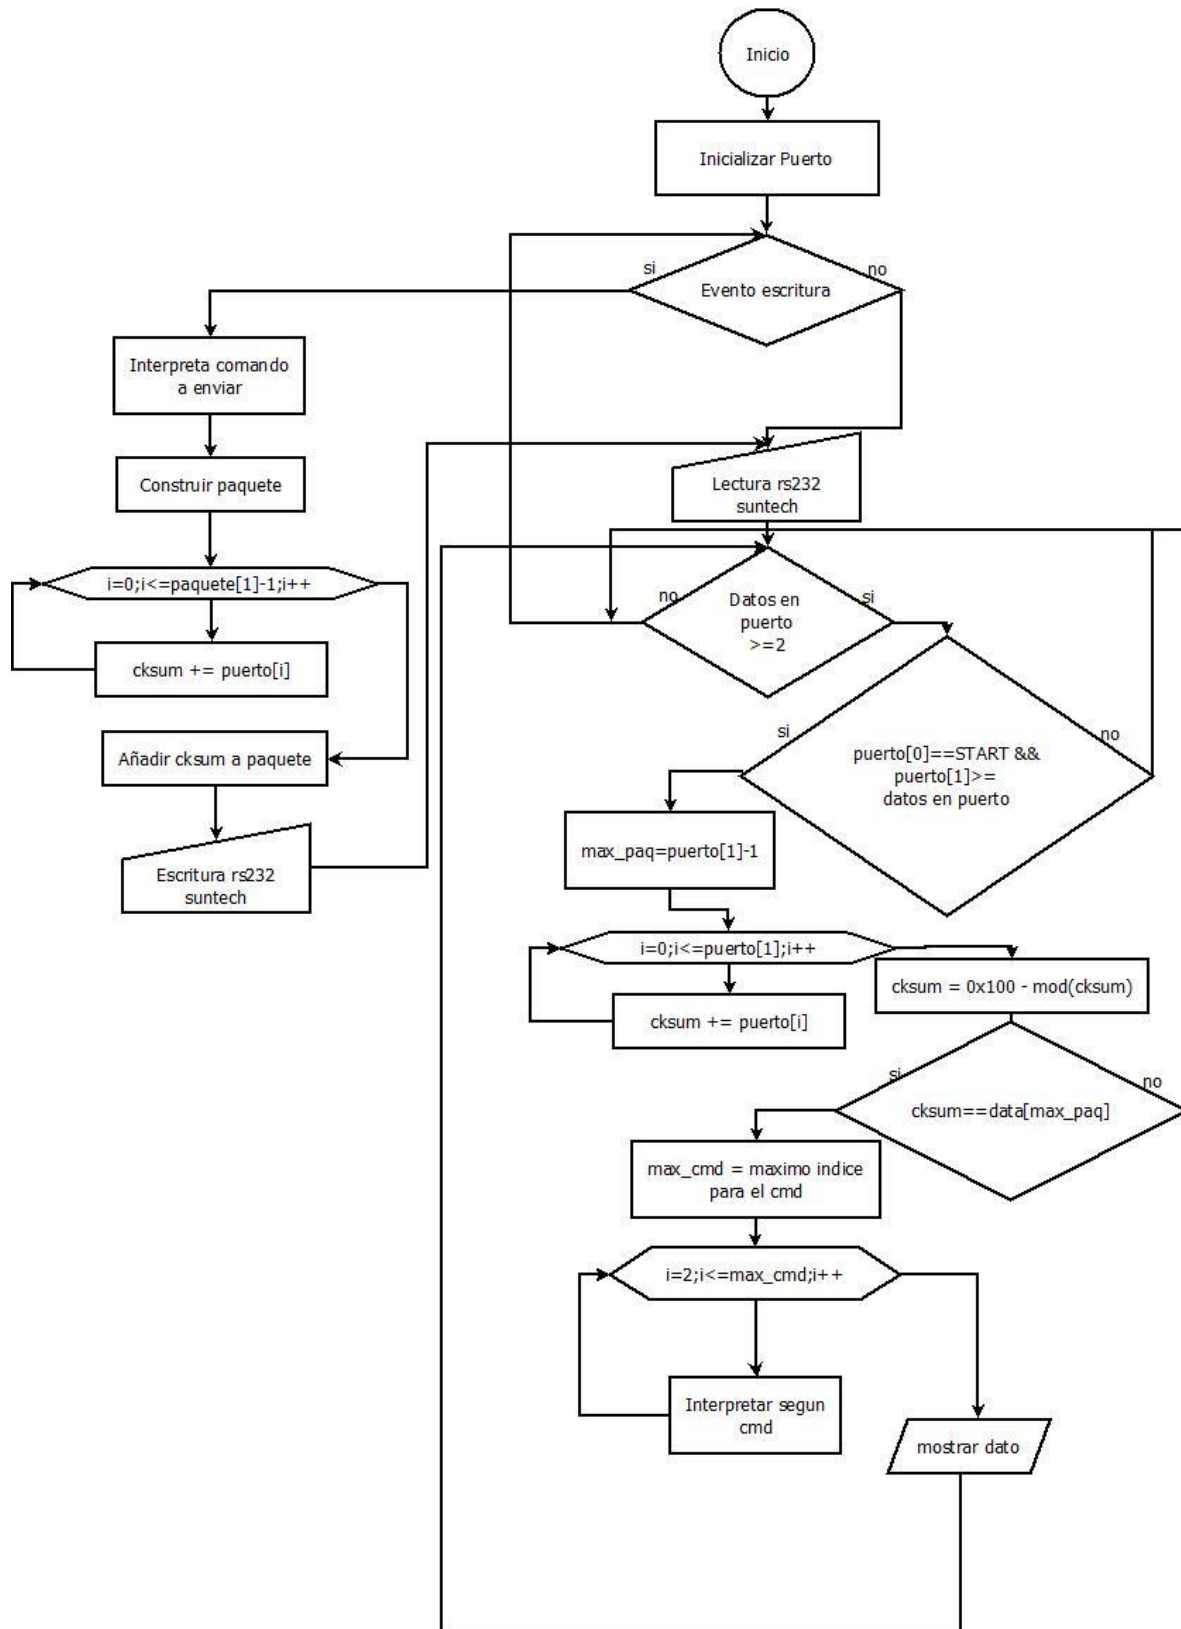 Inicio
Inicializar Puerto
si
no
Evento escritura
Interpreta comando
a enviar
Construir paquete
i=0;i<=paquete[1]-1;i++
cksum += puerto[i]
Añadir cksum a paquete
Escritura rs232
suntech
Lectura rs232
suntech
no
si
Datos en
puerto
>=2
si
no
puerto[0]==START &&
puerto[1]>=
datos en puerto
max_paq=puerto[1]-1
i=0;i<=puerto[1];i++
cksum += puerto[i]
cksum = 0x100 - mod(cksum)
si
no
cksum==data[max_paq]
max_cmd = maximo indice
para el cmd
i=2;i<=max_cmd;i++
Interpretar segun
cmd
mostrar dato